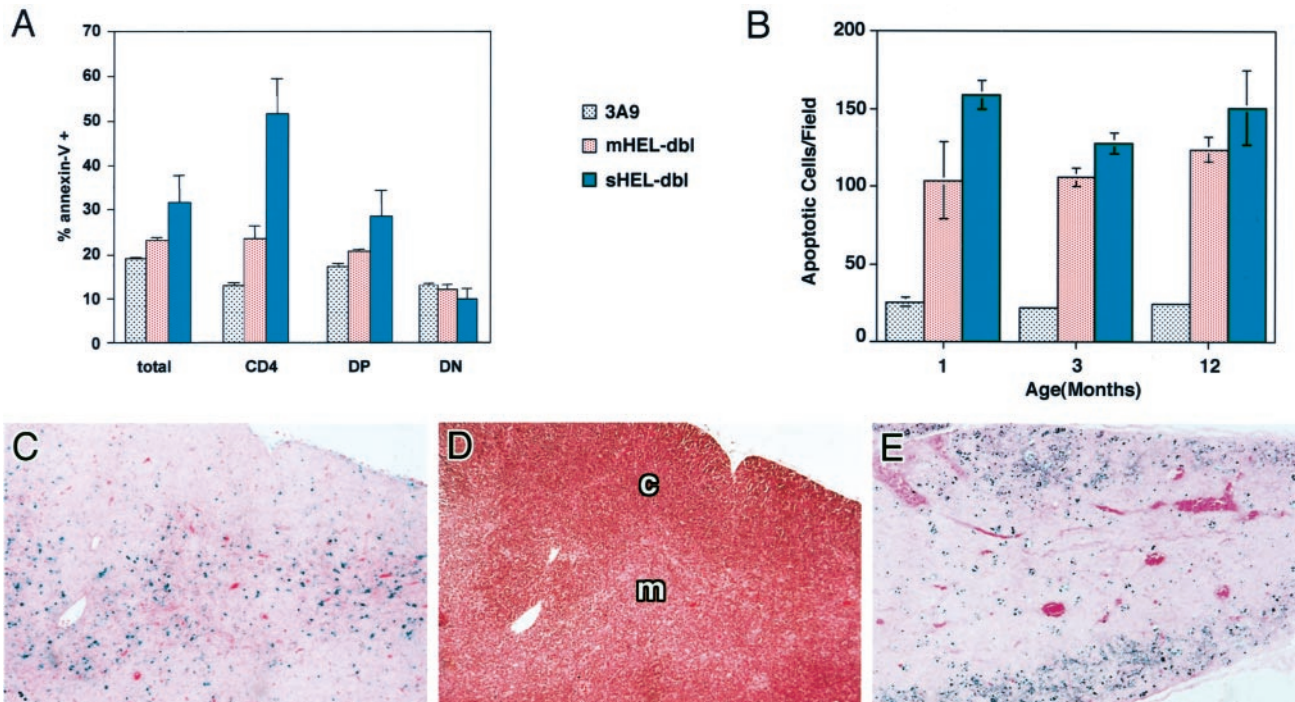 A
70
60
50
40
30
20
10
0
% annexin-V +
total CD4 DP DN
3A9
mHEL-dbl
sHEL-dbl
B
200
150
100
50
0
Apoptotic Cells/Field
1 3 12
Age(Months)
C
D
c
m
E